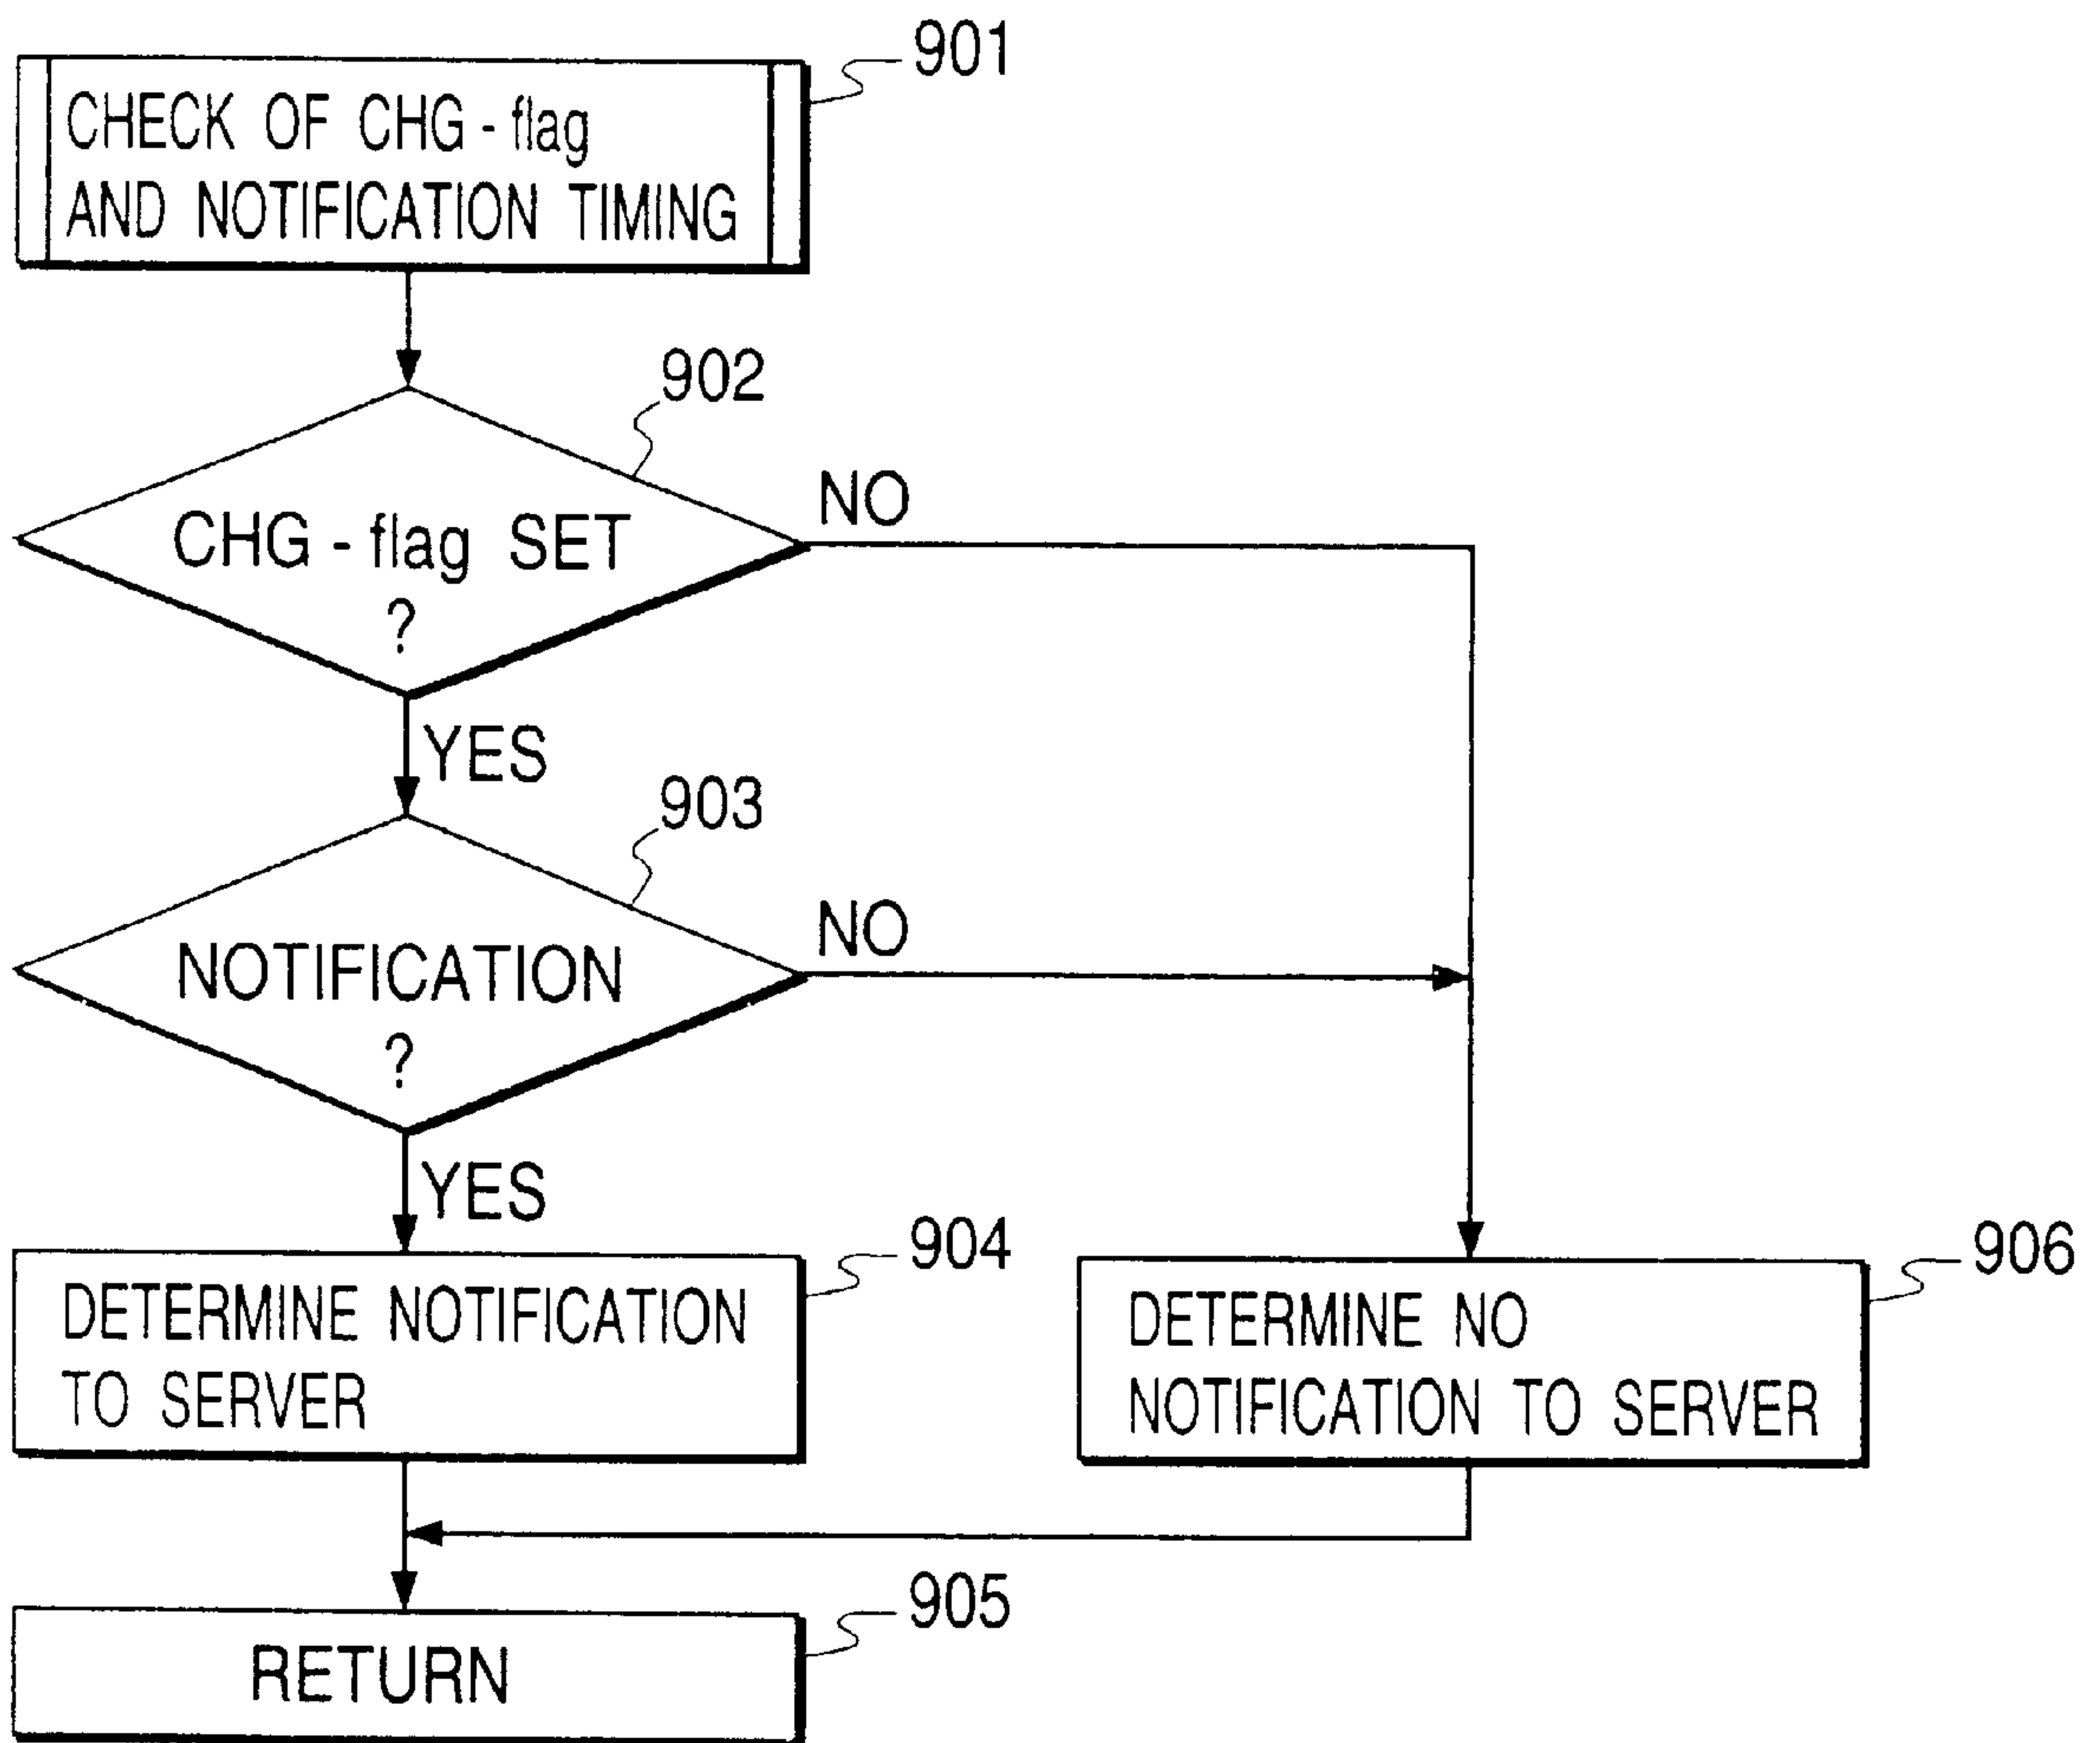 901
CHECK OF CHG - flag
AND NOTIFICATION TIMING
902
NO
CHG - flag SET
?
YES
903
NO
NOTIFICATION
?
YES
904
DETERMINE NOTIFICATION
TO SERVER
906
DETERMINE NO
NOTIFICATION TO SERVER
905
RETURN